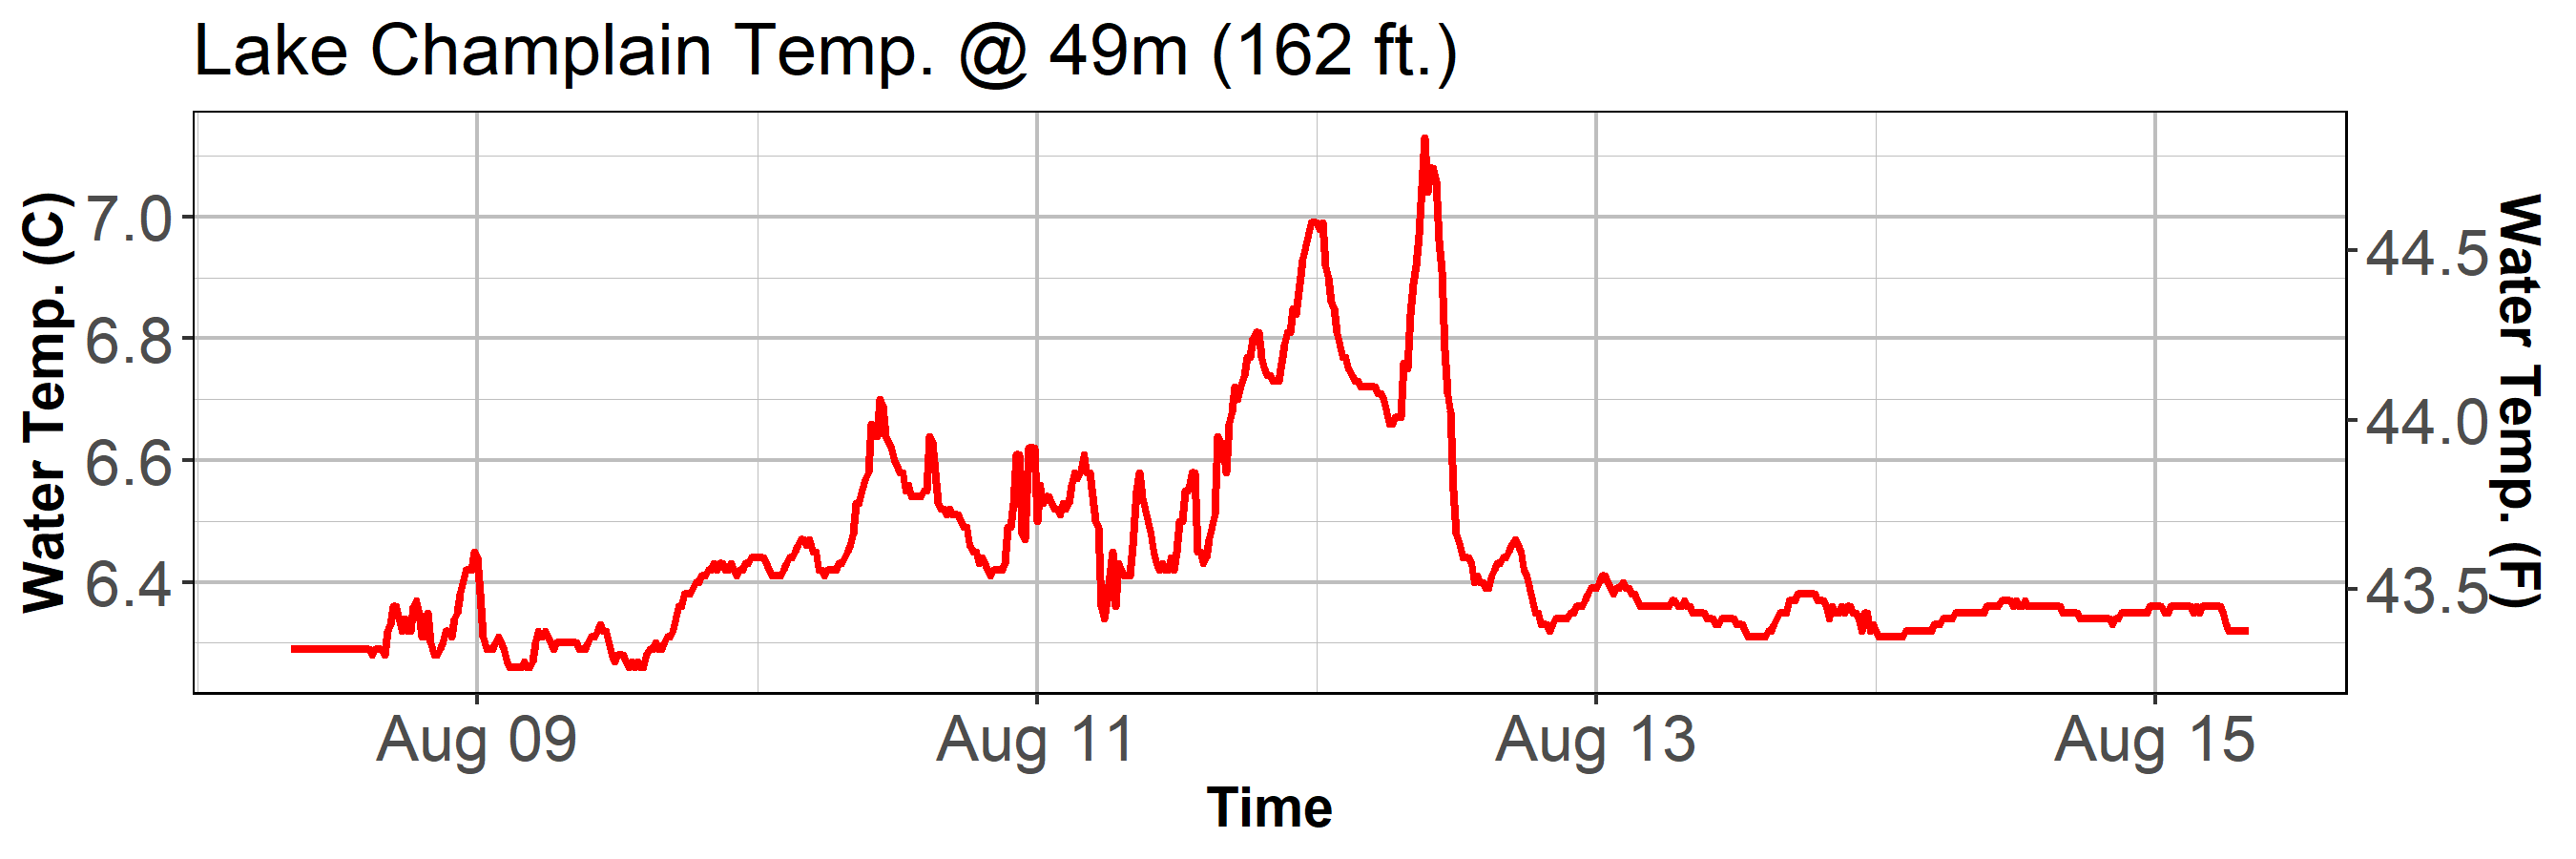 Lake Champlain Temp. @ 49m (162 ft.)
Water Temp. (C)
7.0
6.8
6.6
6.4
44.5
44.0
43.5
Water Temp. (F)
Aug 09
Aug 11
Aug 13
Aug 15
Time